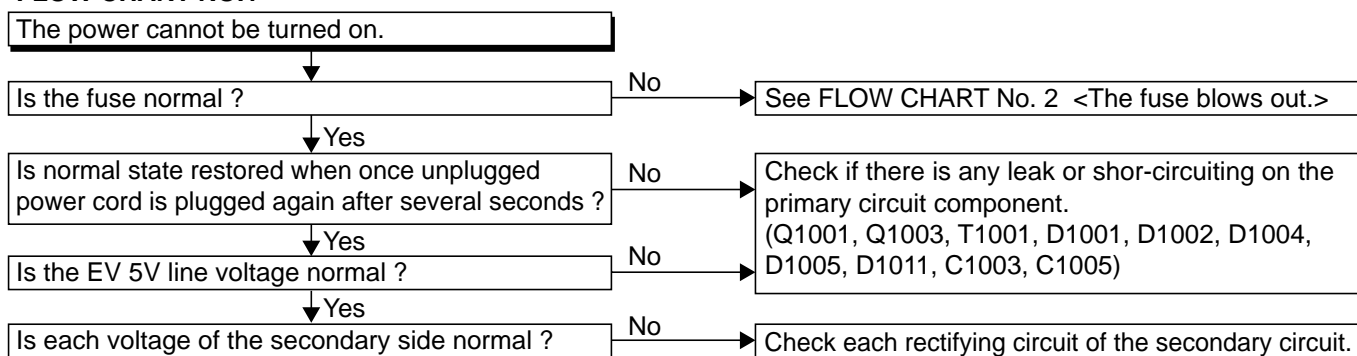 The power cannot be turned on.
Is the fuse normal ?
No
See FLOW CHART No. 2 <The fuse blows out.>
Yes
Is normal state restored when once unplugged
power cord is plugged again after several seconds ?
No
Check if there is any leak or shor-circuiting on the
primary circuit component.
(Q1001, Q1003, T1001, D1001, D1002, D1004,
D1005, D1011, C1003, C1005)
Yes
Is the EV 5V line voltage normal ?
No
Yes
Is each voltage of the secondary side normal ?
No
Check each rectifying circuit of the secondary circuit.